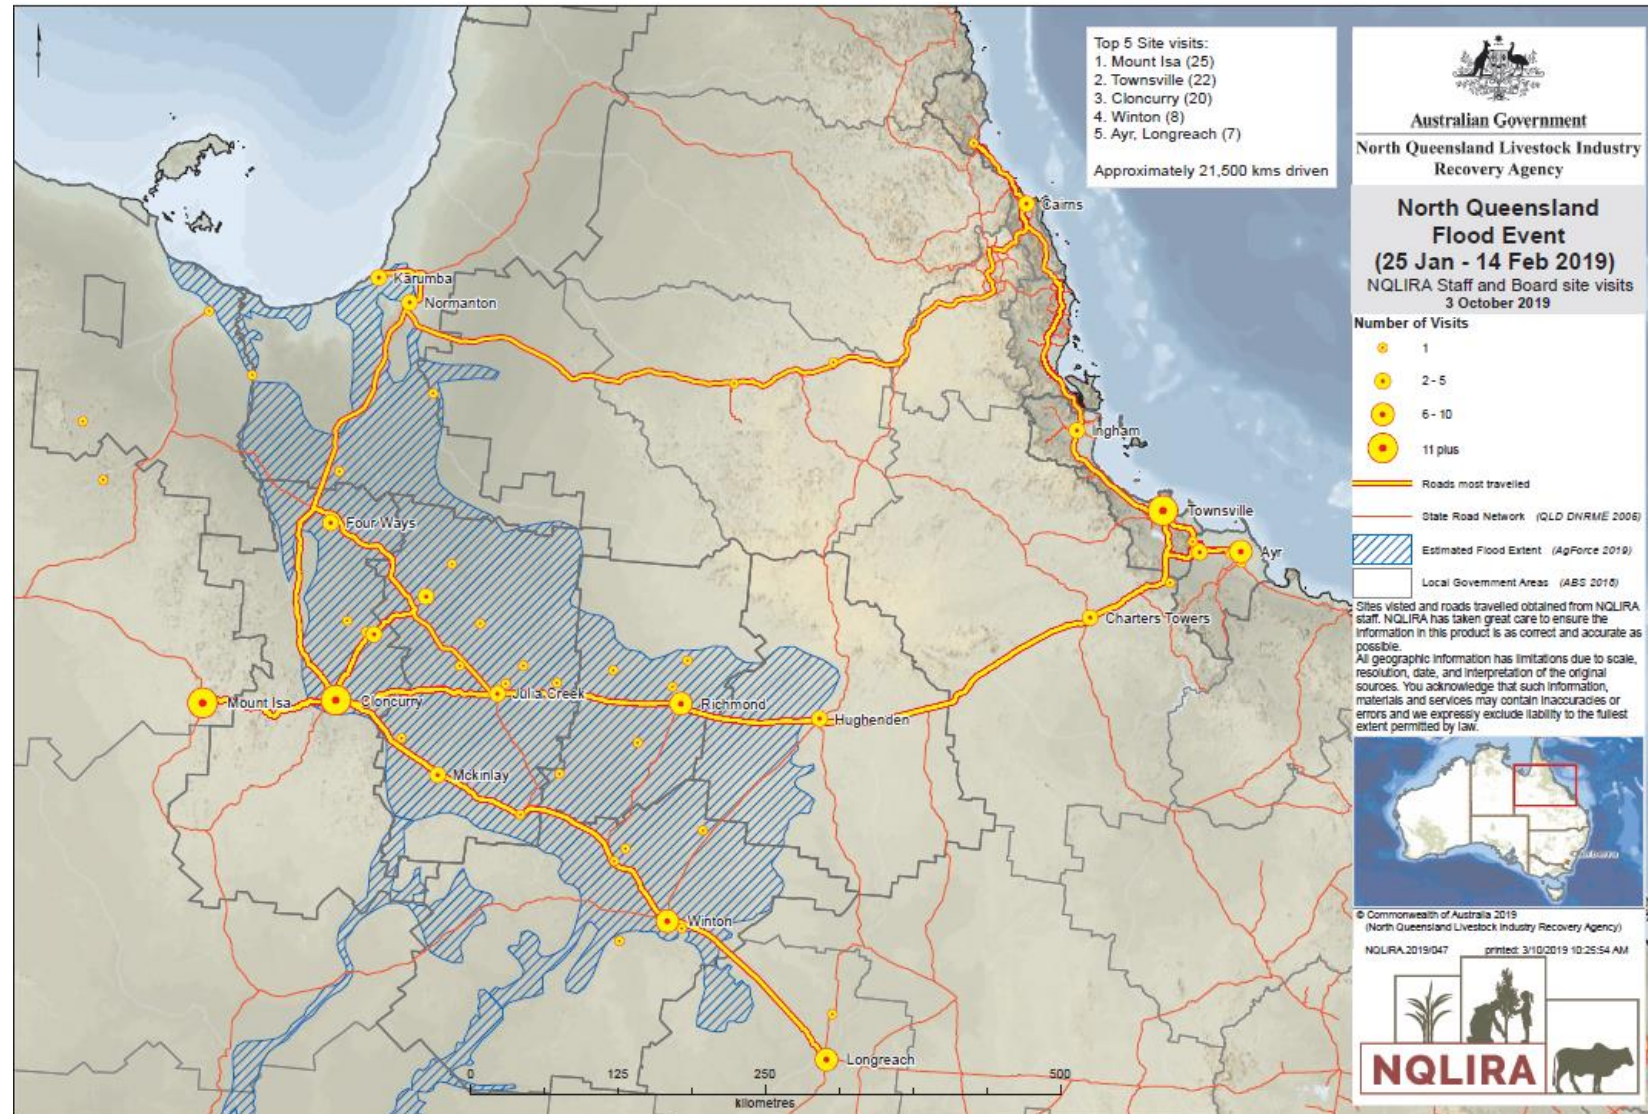 Top 5 Site visits:
1. Mount Isa (25)
2. Townsville (22)
3. Cloncurry (20)
4. Winton (8)
5. Ayr, Longreach (7)
Approximately 21,500 kms driven
Australian Government
North Queensland Livestock Industry
Recovery Agency
North Queensland
Flood Event
(25 Jan - 14 Feb 2019)
NQLIRA Staff and Board site visits
3 October 2019
Number of Visits
1
2 - 5
6 - 10
11 plus
Roads most travelled
State Road Network (QLD DNRME 2006)
Estimated Flood Extent (AgForce 2019)
Local Government Areas (ABS 2016)
Sites visted and roads travelled obtained from NQLIRA
staff. NQLIRA has taken great care to ensure the
information in this product is as correct and accurate as
possible.
All geographic information has limitations due to scale,
resolution, date, and interpretation of the original
sources. You acknowledge that such information,
materials and services may contain inaccuracies or
errors and we expressly exclude liability to the fullest
extent permitted by law.
Canberra
© Commonwealth of Australia 2019
(North Queensland Livestock Industry Recovery Agency)
NQLIRA.2019/047 printed: 3/10/2019 10:25:54 AM
NQLIRA
Cairns
Karumba
Normanton
Ingham
Townsville
Four Ways
Ayr
Charters Towers
Mount Isa
Cloncurry
Julia Creek
Richmond
Hughenden
Mckinlay
Winton
Longreach
0 125 250 500
kilometres